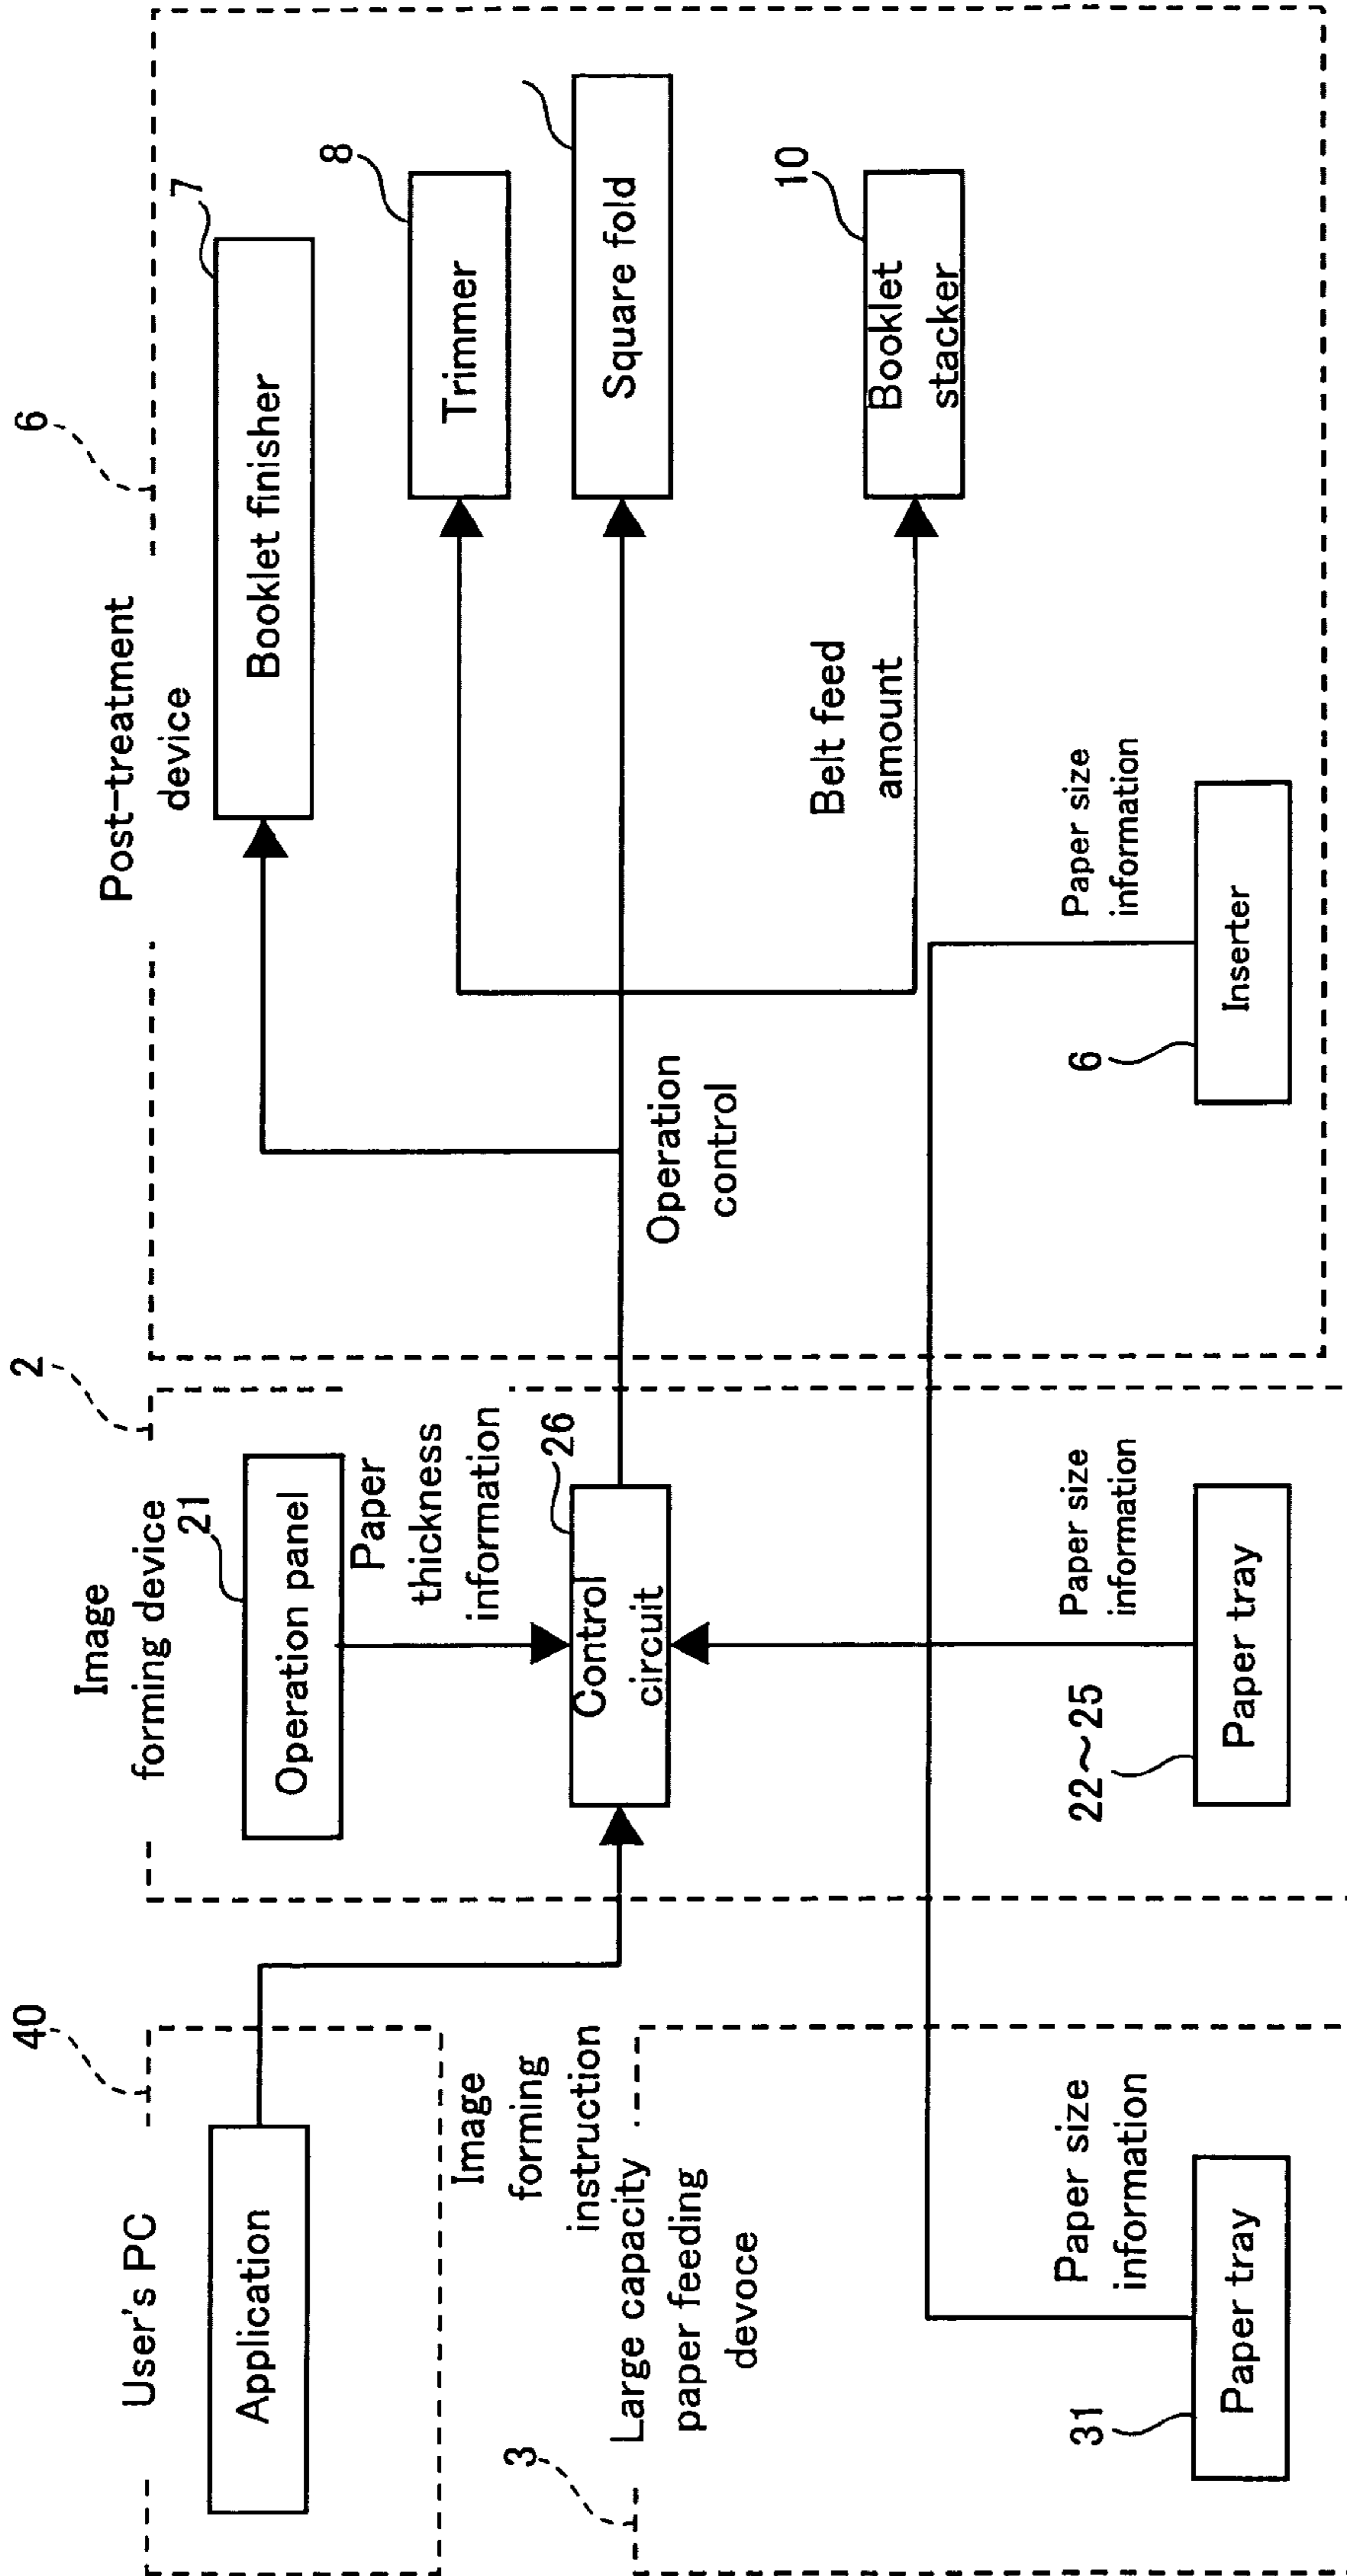 40
User's PC
Application
Image
forming
instruction
3
Large capacity
paper feeding
devoce
Paper size
information
31
Paper tray
2
Image
forming device
21
Operation panel
Paper
thickness
information
26
Control
circuit
Paper size
information
22~25
Paper tray
6
Post-treatment
device
7
Booklet finisher
8
Trimmer
Square fold
Operation
control
10
Booklet
stacker
Belt feed
amount
Paper size
information
6
Inserter